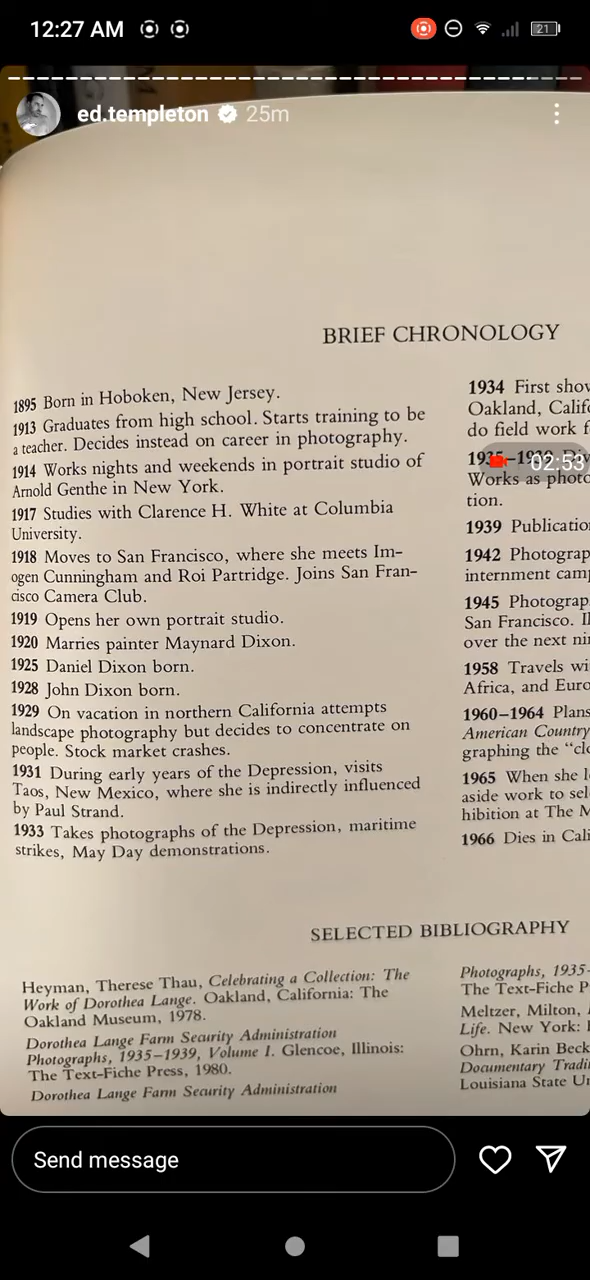 12:27 AM
21
ed.templeton 25m
BRIEF CHRONOLOGY
1895 Born in Hoboken, New Jersey.
1913 Graduates from high school. Starts training to be
a teacher. Decides instead on career in photography.
1914 Works nights and weekends in portrait studio of
Arnold Genthe in New York.
1917 Studies with Clarence H. White at Columbia
University.
1918 Moves to San Francisco, where she meets Im-
ogen Cunningham and Roi Partridge. Joins San Fran-
cisco Camera Club.
1919 Opens her own portrait studio.
1920 Marries painter Maynard Dixon.
1925 Daniel Dixon born.
1928 John Dixon born.
1929 On vacation in northern California attempts
landscape photography but decides to concentrate on
people. Stock market crashes.
1931 During early years of the Depression, visits
Taos, New Mexico, where she is indirectly influenced
by Paul Strand.
1933 Takes photographs of the Depression, maritime
strikes, May Day demonstrations.
1934 First show
Oakland, Calif
do field work f
1935–1939 Div
02:53
Works as photo
tion.
1939 Publicatio
1942 Photograp
internment camp
1945 Photograp
San Francisco. Il
over the next nin
1958 Travels wi
Africa, and Euro
1960–1964 Plans
American Country
graphing the “clo
1965 When she l
aside work to sel
hibition at The M
1966 Dies in Cali
SELECTED BIBLIOGRAPHY
Heyman, Therese Thau, Celebrating a Collection: The
Work of Dorothea Lange. Oakland, California: The
Oakland Museum, 1978.
Dorothea Lange Farm Security Administration
Photographs, 1935–1939, Volume I. Glencoe, Illinois:
The Text-Fiche Press, 1980.
Dorothea Lange Farm Security Administration
Photographs, 1935-
The Text-Fiche P
Meltzer, Milton,
Life. New York:
Ohrn, Karin Beck
Documentary Tradi
Louisiana State Un
Send message